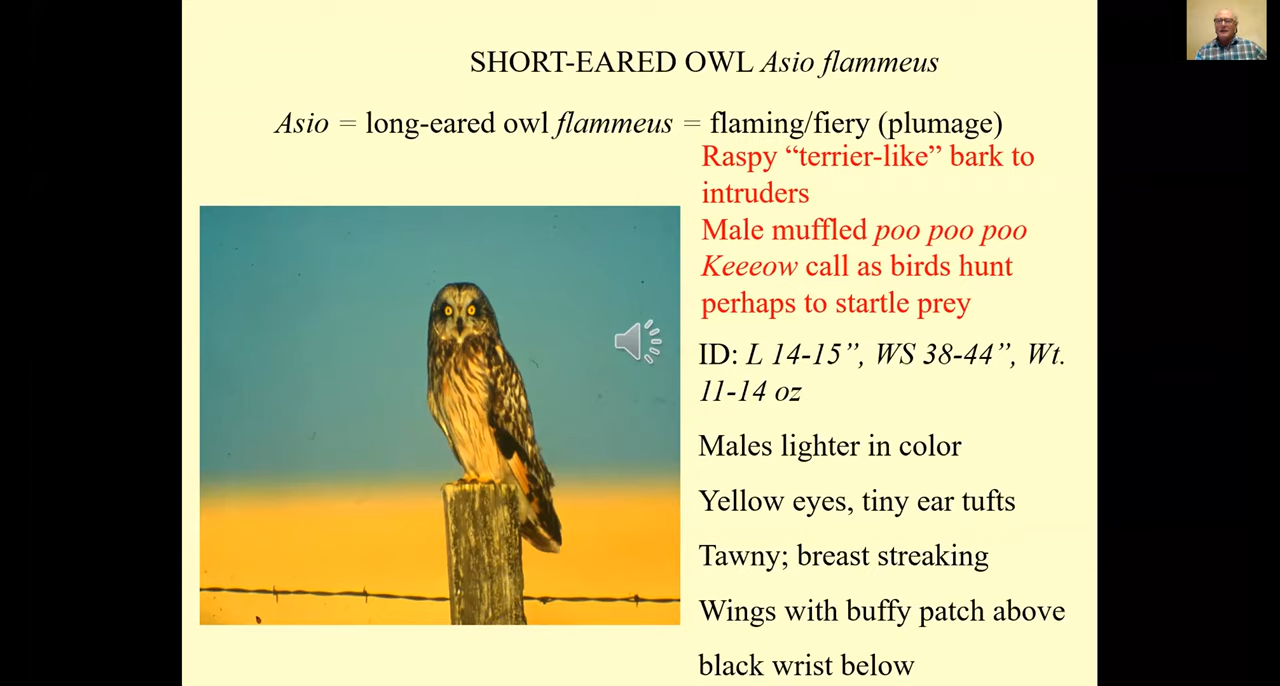 SHORT-EARED OWL Asio flammeus
Asio = long-eared owl flammeus = flaming/fiery (plumage)
Raspy “terrier-like” bark to
intruders
Male muffled poo poo poo
Keeeow call as birds hunt
perhaps to startle prey
ID: L 14-15”, WS 38-44”, Wt.
11-14 oz
Males lighter in color
Yellow eyes, tiny ear tufts
Tawny; breast streaking
Wings with buffy patch above
black wrist below